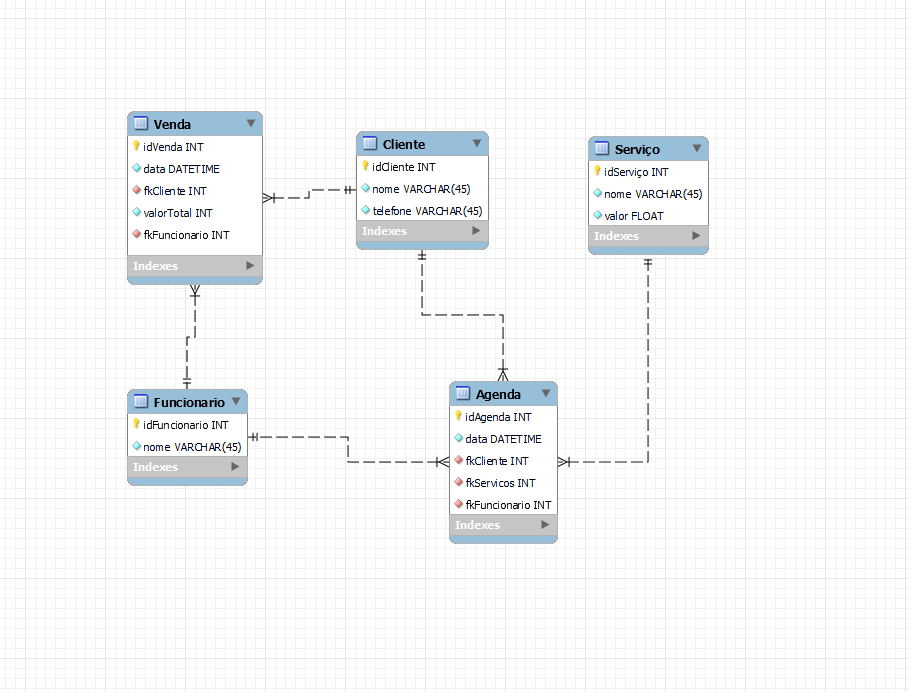 Venda
idVenda INT
data DATETIME
fkCliente INT
valorTotal INT
fkFuncionario INT
Indexes
Cliente
idCliente INT
nome VARCHAR(45)
telefone VARCHAR(45)
Indexes
Serviço
idServiço INT
nome VARCHAR(45)
valor FLOAT
Indexes
Funcionario
idFuncionario INT
nome VARCHAR(45)
Indexes
Agenda
idAgenda INT
data DATETIME
fkCliente INT
fkServicos INT
fkFuncionario INT
Indexes